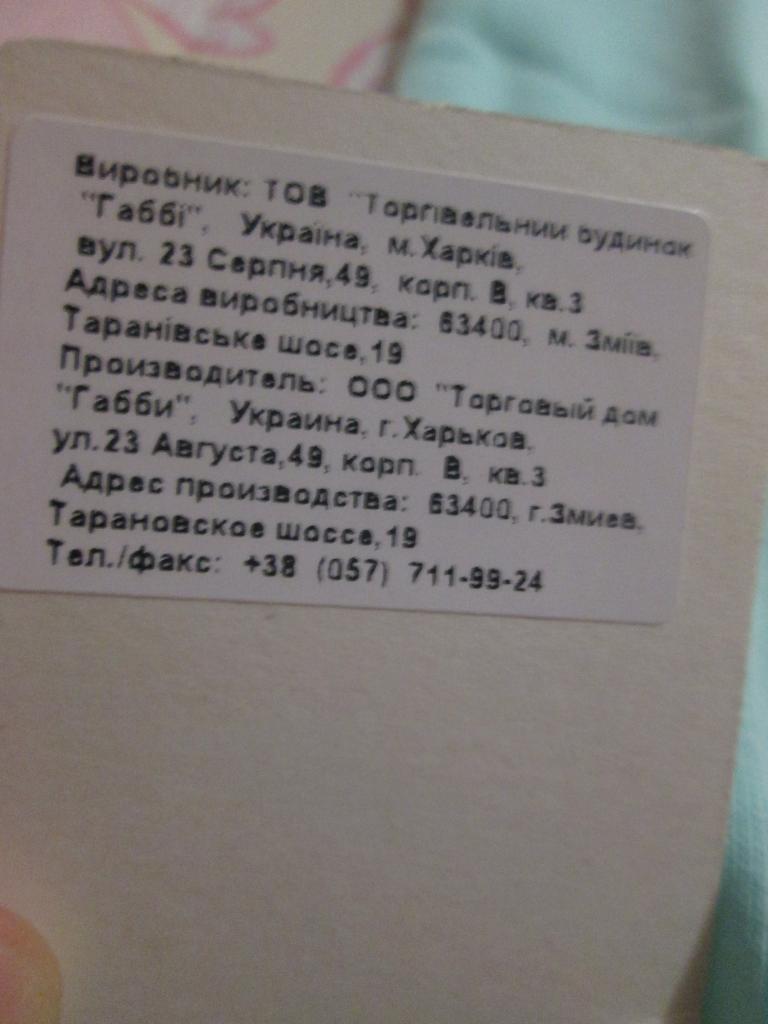 Виробник: ТОВ "Торгівельний будинок
"Габбі", Україна, м.Харків,
вул. 23 Серпня,49, корп. В, кв.3
Адреса виробництва: 63400, м. Зміїв,
Таранівське шосе,19
Производитель: ООО "Торговый дом
"Габби", Украина, г.Харьков,
ул.23 Августа,49, корп. В, кв.3
Адрес производства: 63400, г.Змиев,
Тарановское шоссе,19
Тел./факс: +38 (057) 711-99-24